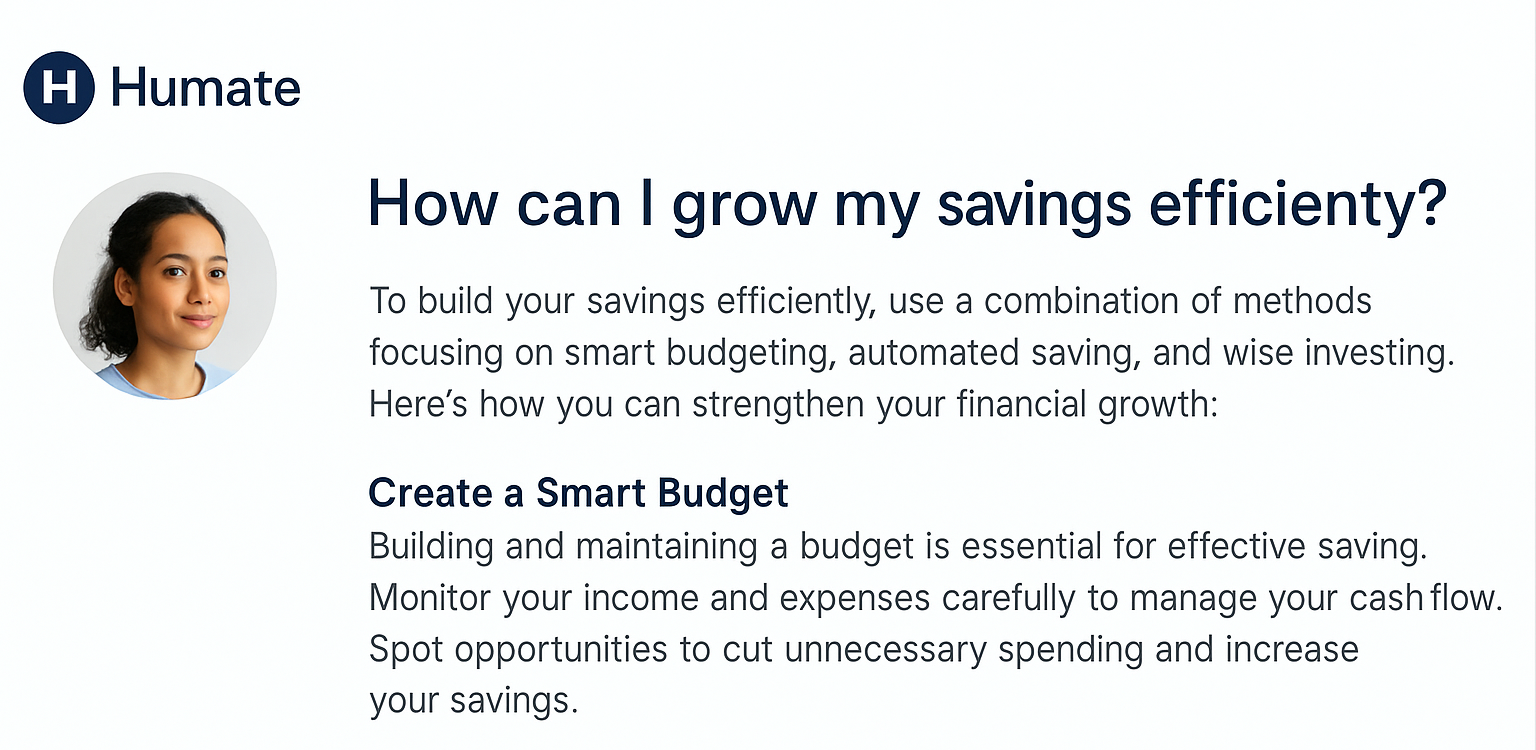 H Humate
How can I grow my savings efficienty?
To build your savings efficiently, use a combination of methods
focusing on smart budgeting, automated saving, and wise investing.
Here’s how you can strengthen your financial growth:
Create a Smart Budget
Building and maintaining a budget is essential for effective saving.
Monitor your income and expenses carefully to manage your cash flow.
Spot opportunities to cut unnecessary spending and increase
your savings.